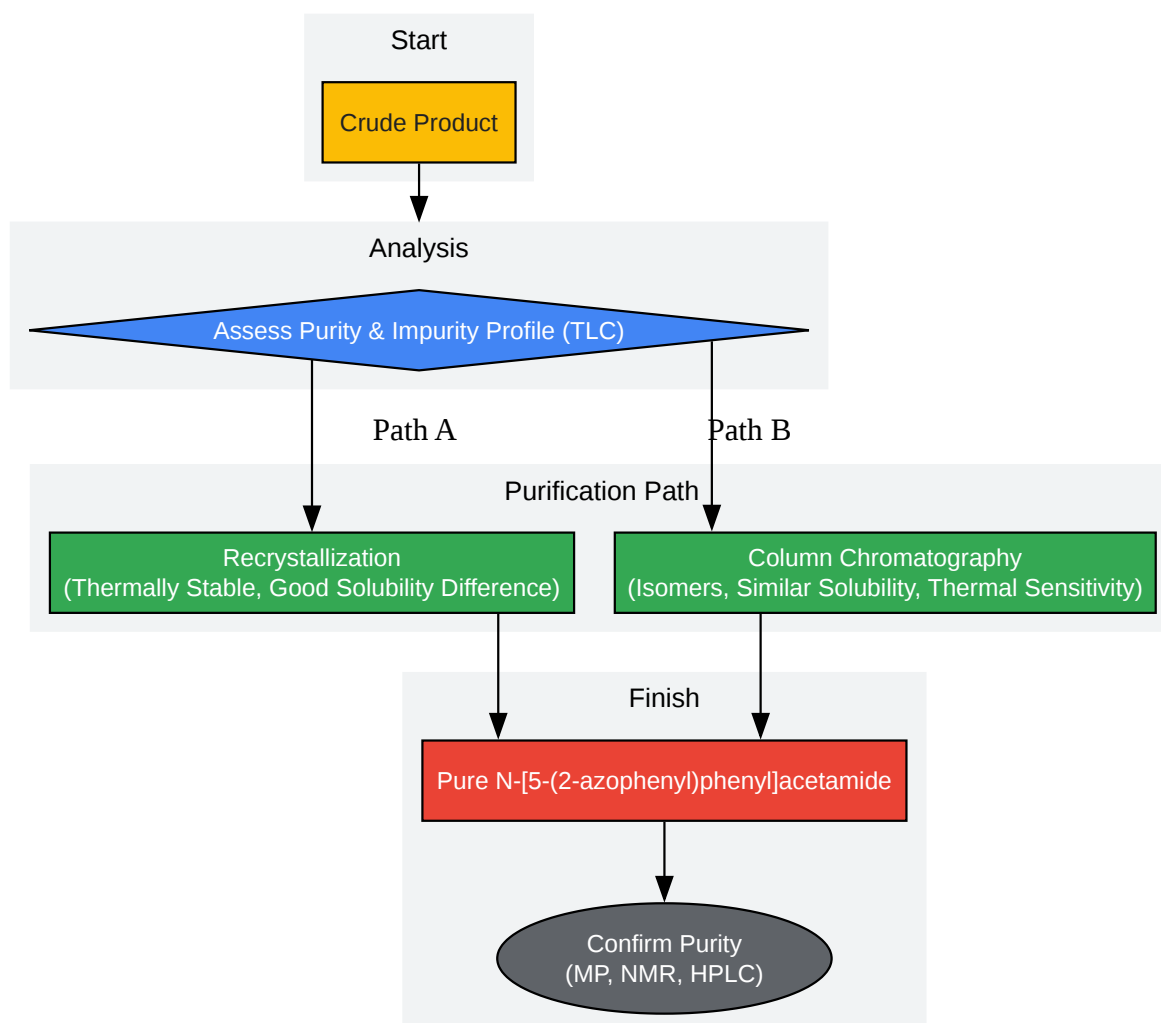 Start
Crude Product
Analysis
Assess Purity & Impurity Profile (TLC)
Path A
Path B
Purification Path
Recrystallization
(Thermally Stable, Good Solubility Difference)
Column Chromatography
(Isomers, Similar Solubility, Thermal Sensitivity)
Finish
Pure N-[5-(2-azophenyl)phenyl]acetamide
Confirm Purity
(MP, NMR, HPLC)